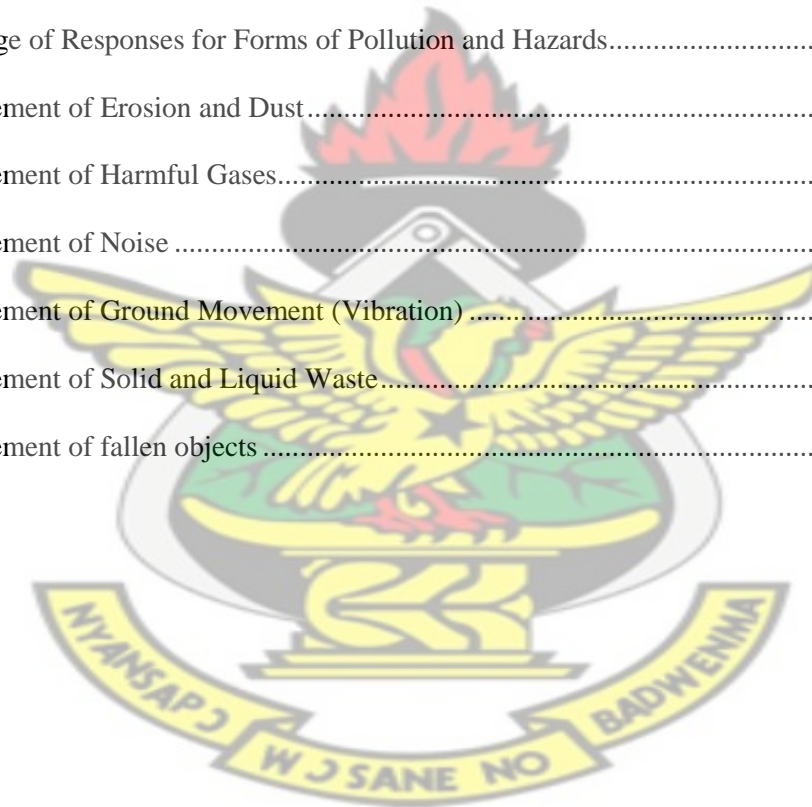 ge of Responses for Forms of Pollution and Hazards
ement of Erosion and Dust
ement of Harmful Gases
ement of Noise
ement of Ground Movement (Vibration)
ement of Solid and Liquid Waste
ement of fallen objects
NYANSAPƆ WƆSANE NO BADWENMA